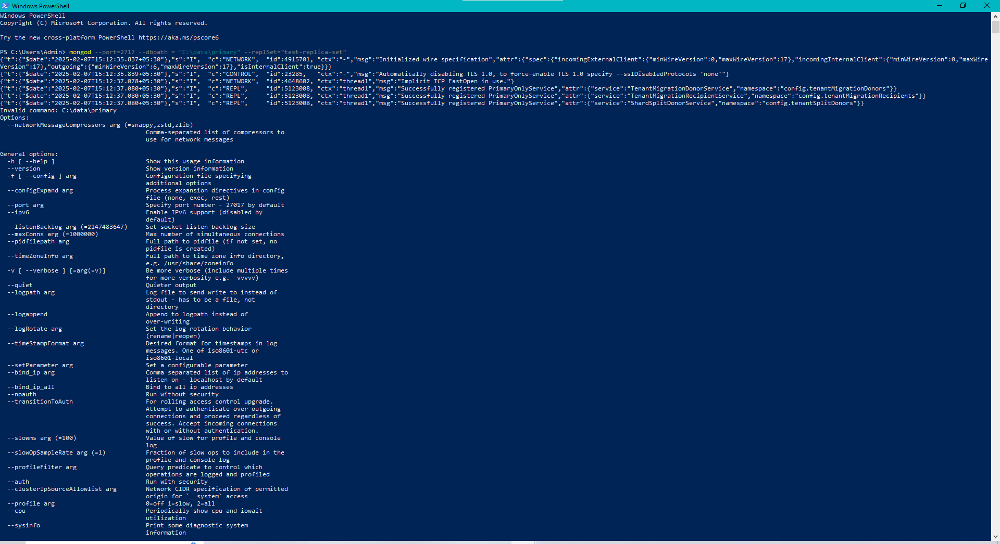 Windows PowerShell
Windows PowerShell
Copyright (C) Microsoft Corporation. All rights reserved.
Try the new cross-platform PowerShell https://aka.ms/pscore6
PS C:\Users\Admin> mongod --port=2717 --dbpath = "C:\data\primary" --replSet="test-replica-set"
{"t":{"$date":"2025-02-07T15:12:35.837+05:30"},"s":"I",  "c":"NETWORK",  "id":4915701, "ctx":"-","msg":"Initialized wire specification","attr":{"spec":{"incomingExternalClient":{"minWireVersion":0,"maxWireVersion":17},"incomingInternalClient":{"minWireVersion":0,"maxWire
Version":17},"outgoing":{"minWireVersion":6,"maxWireVersion":17},"isInternalClient":true}}}
{"t":{"$date":"2025-02-07T15:12:35.839+05:30"},"s":"I",  "c":"CONTROL",  "id":23285,   "ctx":"-","msg":"Automatically disabling TLS 1.0, to force-enable TLS 1.0 specify --sslDisabledProtocols 'none'"}
{"t":{"$date":"2025-02-07T15:12:37.078+05:30"},"s":"I",  "c":"NETWORK",  "id":4648602, "ctx":"thread1","msg":"Implicit TCP FastOpen in use."}
{"t":{"$date":"2025-02-07T15:12:37.080+05:30"},"s":"I",  "c":"REPL",     "id":5123008, "ctx":"thread1","msg":"Successfully registered PrimaryOnlyService","attr":{"service":"TenantMigrationDonorService","namespace":"config.tenantMigrationDonors"}}
{"t":{"$date":"2025-02-07T15:12:37.080+05:30"},"s":"I",  "c":"REPL",     "id":5123008, "ctx":"thread1","msg":"Successfully registered PrimaryOnlyService","attr":{"service":"TenantMigrationRecipientService","namespace":"config.tenantMigrationRecipients"}}
{"t":{"$date":"2025-02-07T15:12:37.080+05:30"},"s":"I",  "c":"REPL",     "id":5123008, "ctx":"thread1","msg":"Successfully registered PrimaryOnlyService","attr":{"service":"ShardSplitDonorService","namespace":"config.tenantSplitDonors"}}
Invalid command: C:\data\primary
Options:
  --networkMessageCompressors arg (=snappy,zstd,zlib)
                                        Comma-separated list of compressors to
                                        use for network messages
General options:
  -h [ --help ]                         Show this usage information
  --version                             Show version information
  -f [ --config ] arg                   Configuration file specifying
                                        additional options
  --configExpand arg                    Process expansion directives in config
                                        file (none, exec, rest)
  --port arg                            Specify port number - 27017 by default
  --ipv6                                Enable IPv6 support (disabled by
                                        default)
  --listenBacklog arg (=2147483647)     Set socket listen backlog size
  --maxConns arg (=1000000)             Max number of simultaneous connections
  --pidfilepath arg                     Full path to pidfile (if not set, no
                                        pidfile is created)
  --timeZoneInfo arg                    Full path to time zone info directory,
                                        e.g. /usr/share/zoneinfo
  -v [ --verbose ] [=arg(=v)]           Be more verbose (include multiple times
                                        for more verbosity e.g. -vvvvv)
  --quiet                               Quieter output
  --logpath arg                         Log file to send write to instead of
                                        stdout - has to be a file, not
                                        directory
  --logappend                           Append to logpath instead of
                                        over-writing
  --logRotate arg                       Set the log rotation behavior
                                        (rename|reopen)
  --timeStampFormat arg                 Desired format for timestamps in log
                                        messages. One of iso8601-utc or
                                        iso8601-local
  --setParameter arg                    Set a configurable parameter
  --bind_ip arg                         Comma separated list of ip addresses to
                                        listen on - localhost by default
  --bind_ip_all                         Bind to all ip addresses
  --noauth                              Run without security
  --transitionToAuth                    For rolling access control upgrade.
                                        Attempt to authenticate over outgoing
                                        connections and proceed regardless of
                                        success. Accept incoming connections
                                        with or without authentication.
  --slowms arg (=100)                   Value of slow for profile and console
                                        log
  --slowOpSampleRate arg (=1)           Fraction of slow ops to include in the
                                        profile and console log
  --profileFilter arg                   Query predicate to control which
                                        operations are logged and profiled
  --auth                                Run with security
  --clusterIpSourceAllowlist arg        Network CIDR specification of permitted
                                        origin for `__system` access
  --profile arg                         0=off 1=slow, 2=all
  --cpu                                 Periodically show cpu and iowait
                                        utilization
  --sysinfo                             Print some diagnostic system
                                        information